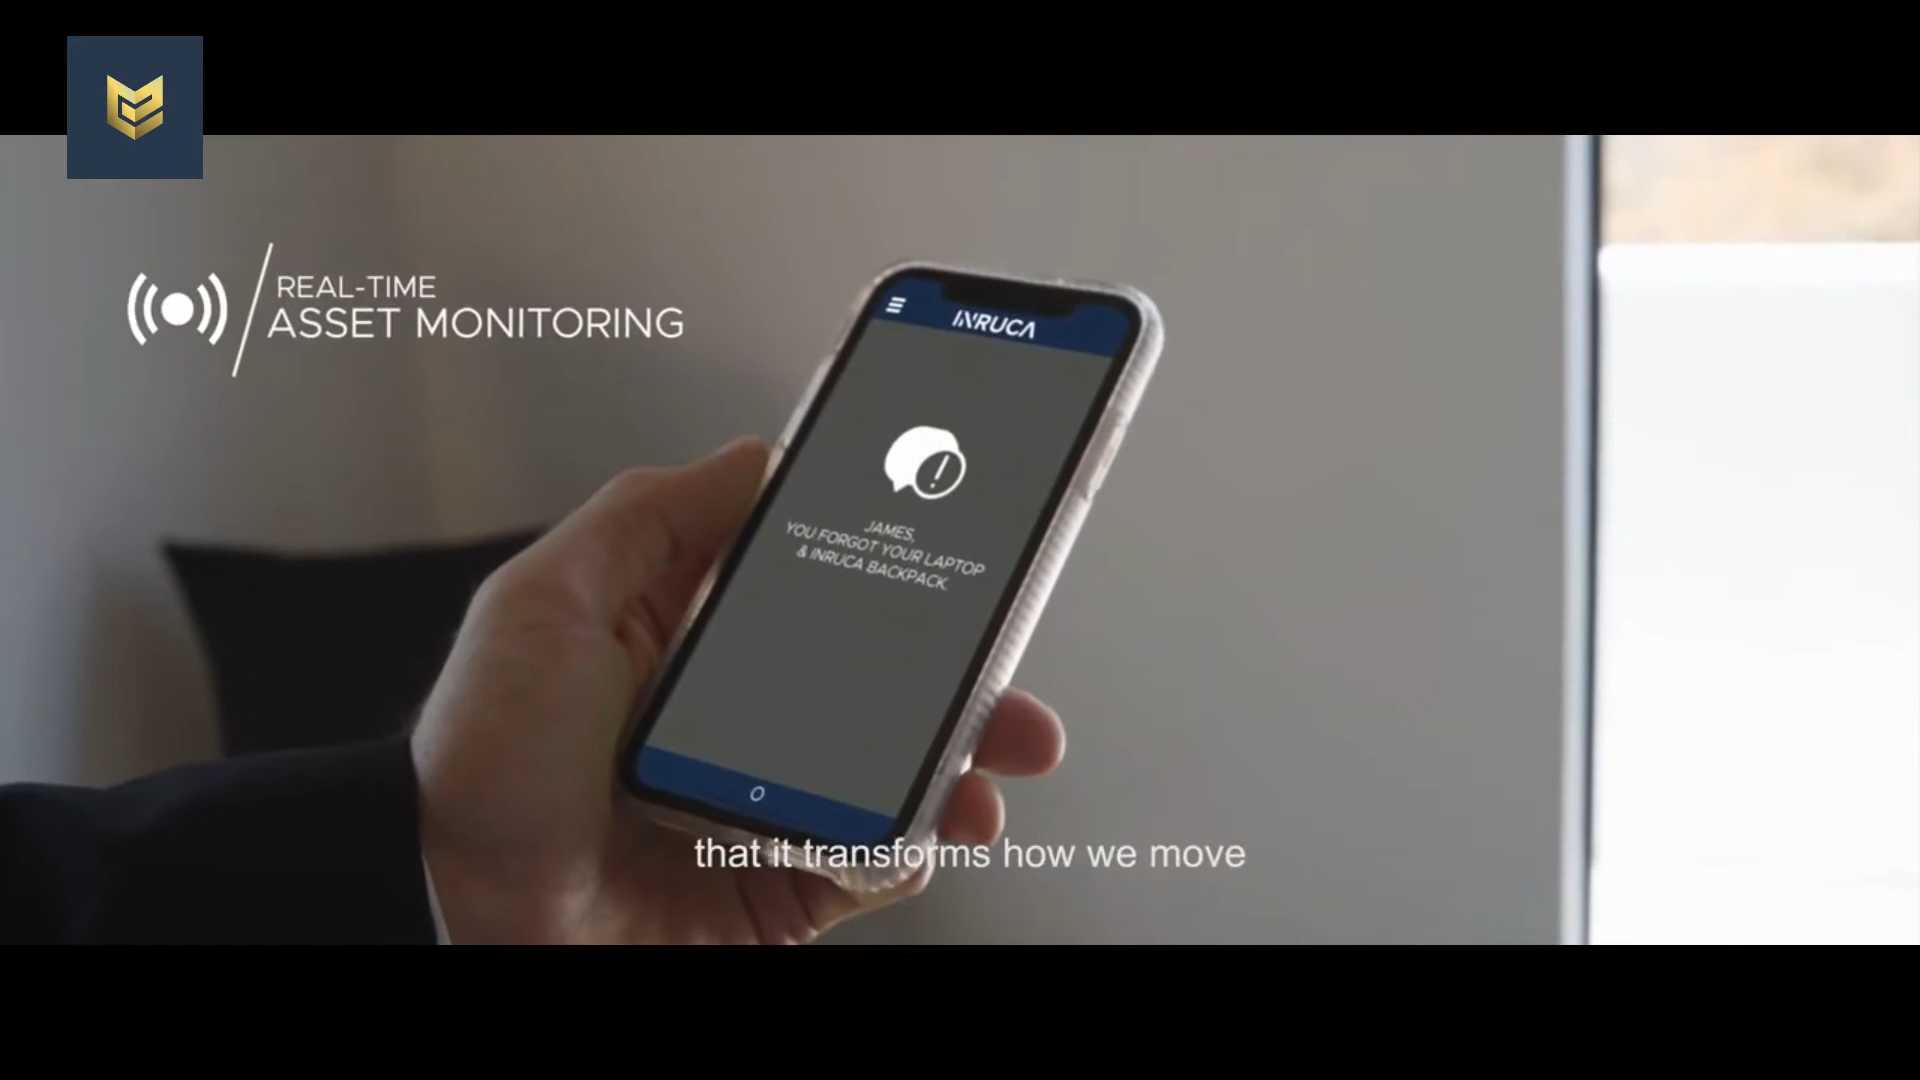 REAL-TIME
ASSET MONITORING
INRUCA
JAMES,
YOU FORGOT YOUR LAPTOP
& INRUCA BACKPACK.
that it transforms how we move